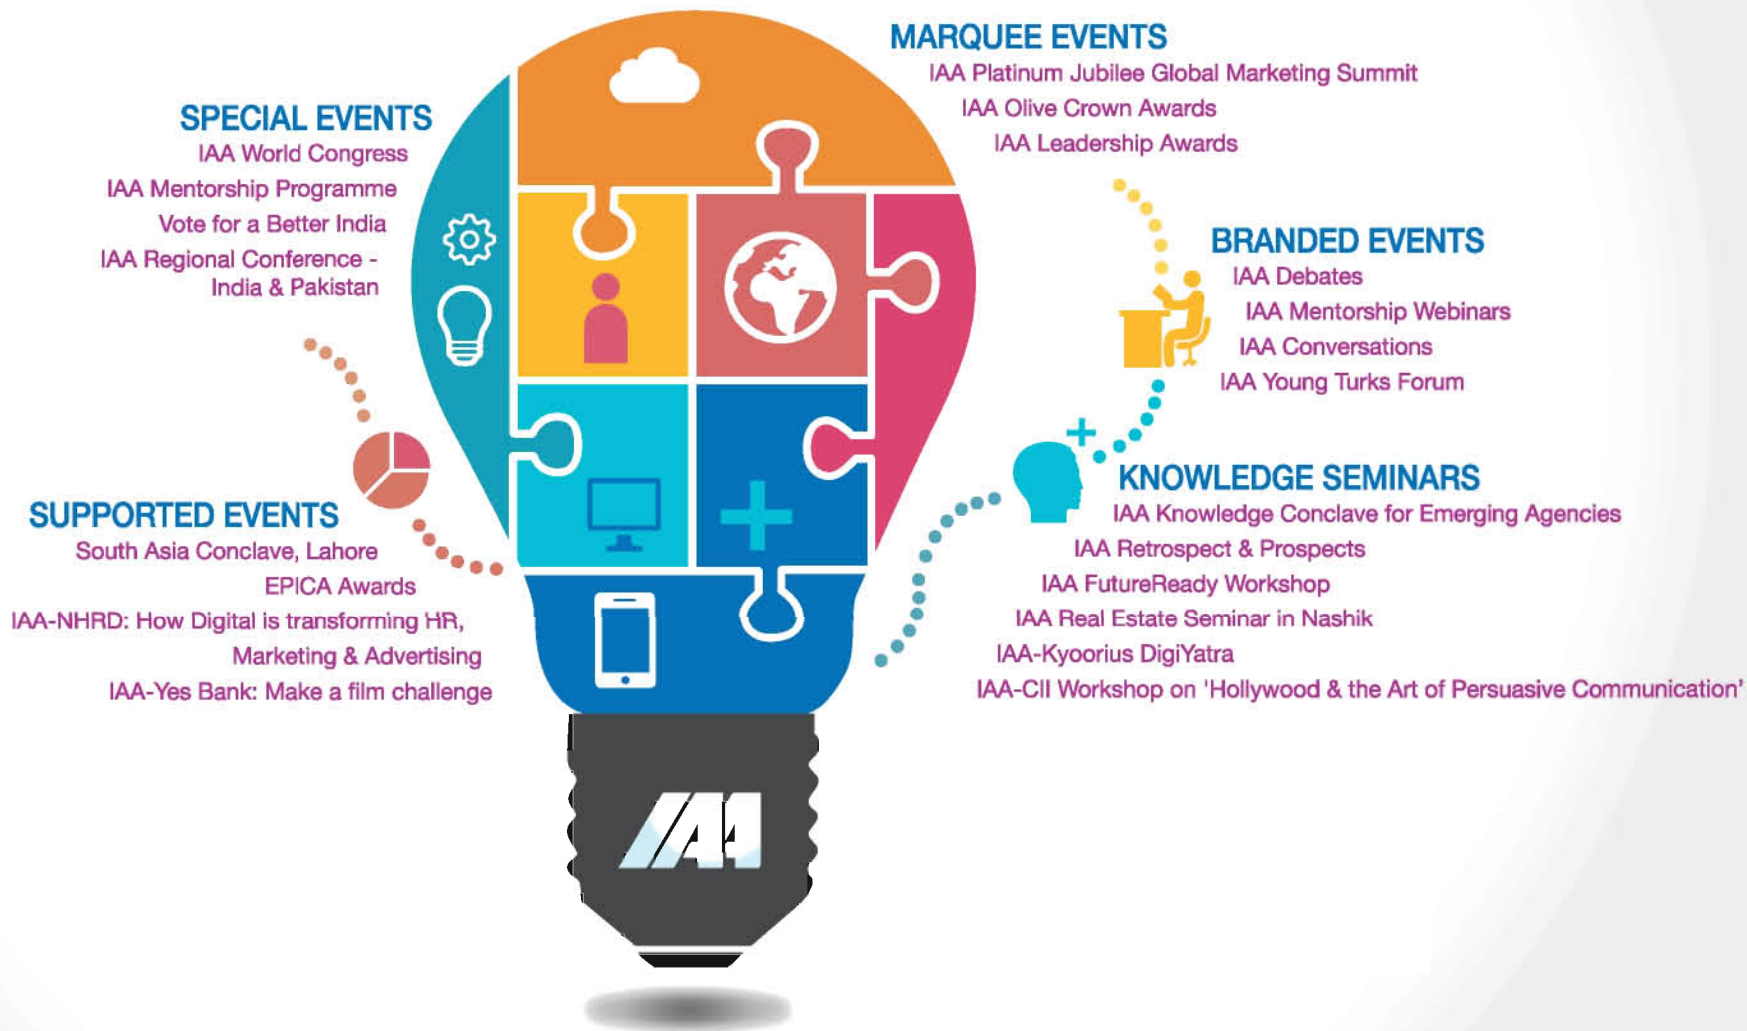 MARQUEE EVENTS
IAA Platinum Jubilee Global Marketing Summit
IAA Olive Crown Awards
IAA Leadership Awards
SPECIAL EVENTS
IAA World Congress
IAA Mentorship Programme
Vote for a Better India
IAA Regional Conference -
India & Pakistan
BRANDED EVENTS
IAA Debates
IAA Mentorship Webinars
IAA Conversations
IAA Young Turks Forum
KNOWLEDGE SEMINARS
IAA Knowledge Conclave for Emerging Agencies
IAA Retrospect & Prospects
IAA FutureReady Workshop
IAA Real Estate Seminar in Nashik
IAA-Kyoorius DigiYatra
IAA-CII Workshop on 'Hollywood & the Art of Persuasive Communication'
SUPPORTED EVENTS
South Asia Conclave, Lahore
EPICA Awards
IAA-NHRD: How Digital is transforming HR,
Marketing & Advertising
IAA-Yes Bank: Make a film challenge
IAA